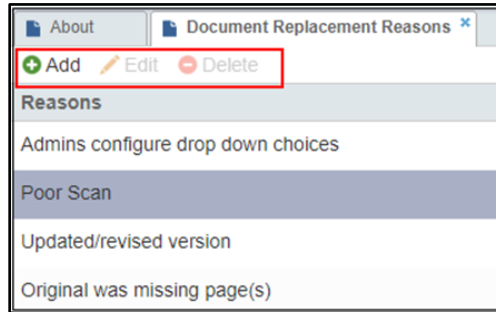 About Document Replacement Reasons ×
Add Edit Delete
Reasons
Admins configure drop down choices
Poor Scan
Updated/revised version
Original was missing page(s)